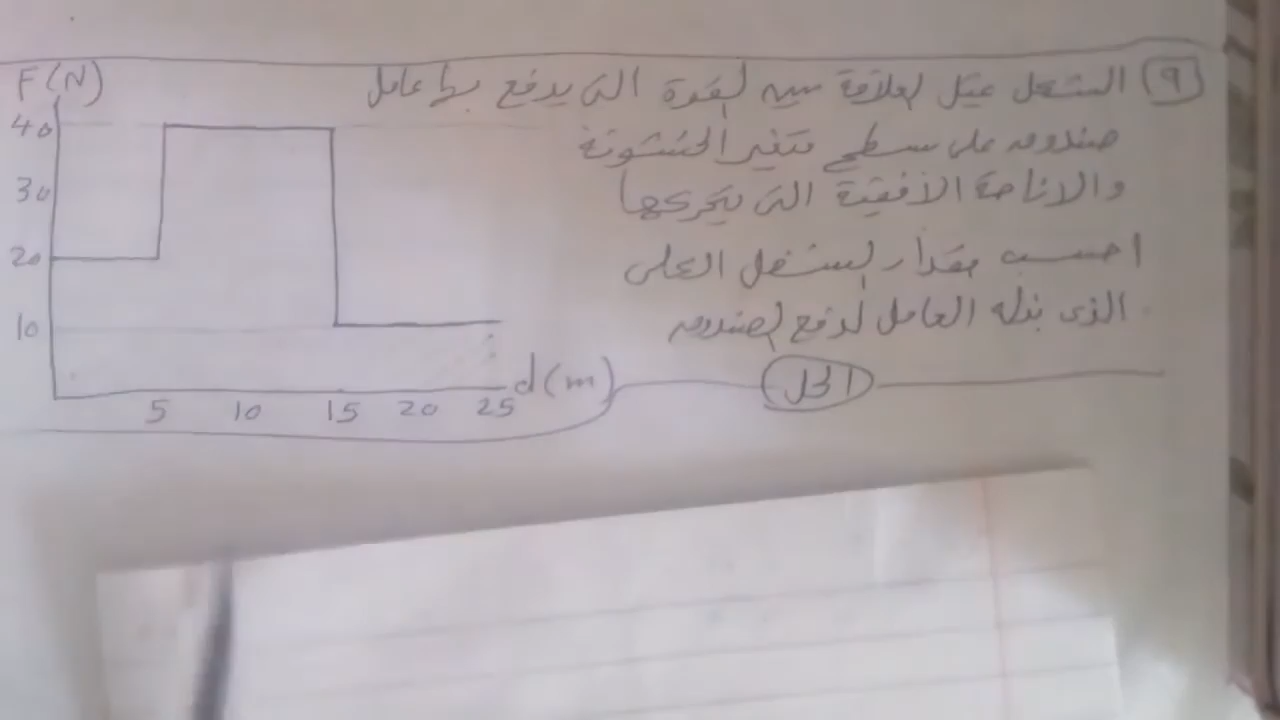 ٩ الشكل يمثل العلاقة بين القوة التى يدفع بها عامل
صندوق على سطح متغير الخشونة
والازاحة الأفقية التى يتحركها
احسب مقدار الشغل الكلى
الذى بذله العامل لدفع الصندوق
الحل
F(N)
40
30
20
10
5 10 15 20 25 d(m)